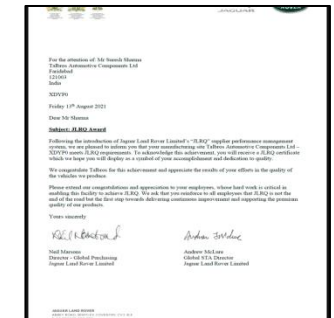 JAGUAR
ROVER
For the attention of: Mr Suresh Sharma
Talbros Automotive Components Ltd
Faridabad
121003
India
XDVP0
Friday 13th August 2021
Dear Mr Sharma
Subject: JLRQ Award
Following the introduction of Jaguar Land Rover Limited's "JLRQ" supplier performance management
system, we are pleased to inform you that your manufacturing site Talbros Automotive Components Ltd -
XDVP0 meets JLRQ requirements. To acknowledge this achievement, you will receive a JLRQ certificate
which we hope you will display as a symbol of your accomplishment and dedication to quality.
We congratulate Talbros for this achievement and appreciate the results of your efforts in the quality of
the vehicles we produce.
Please extend our congratulations and appreciation to your employees, whose hard work is critical in
enabling this facility to achieve JLRQ. We ask that you reinforce to all employees that JLRQ is not the
end of the road but the first step towards delivering continuous improvement and supporting the premium
quality of our products.
Yours sincerely
Neil Massons
Director - Global Purchasing
Jaguar Land Rover Limited
Andrew McLure
Global STA Director
Jaguar Land Rover Limited
JAGUAR LAND ROVER